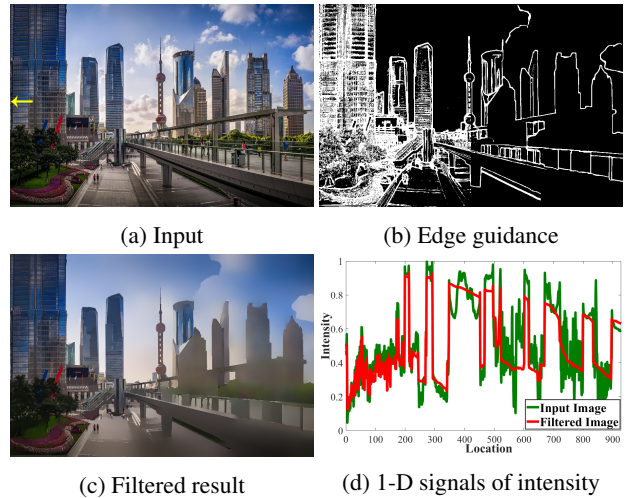 (a) Input
(b) Edge guidance
1
0.8
0.6
0.4
0.2
0
Intensity
0 100 200 300 400 500 600 700 800 900
Location
Input Image
Filtered Image
(c) Filtered result
(d) 1-D signals of intensity